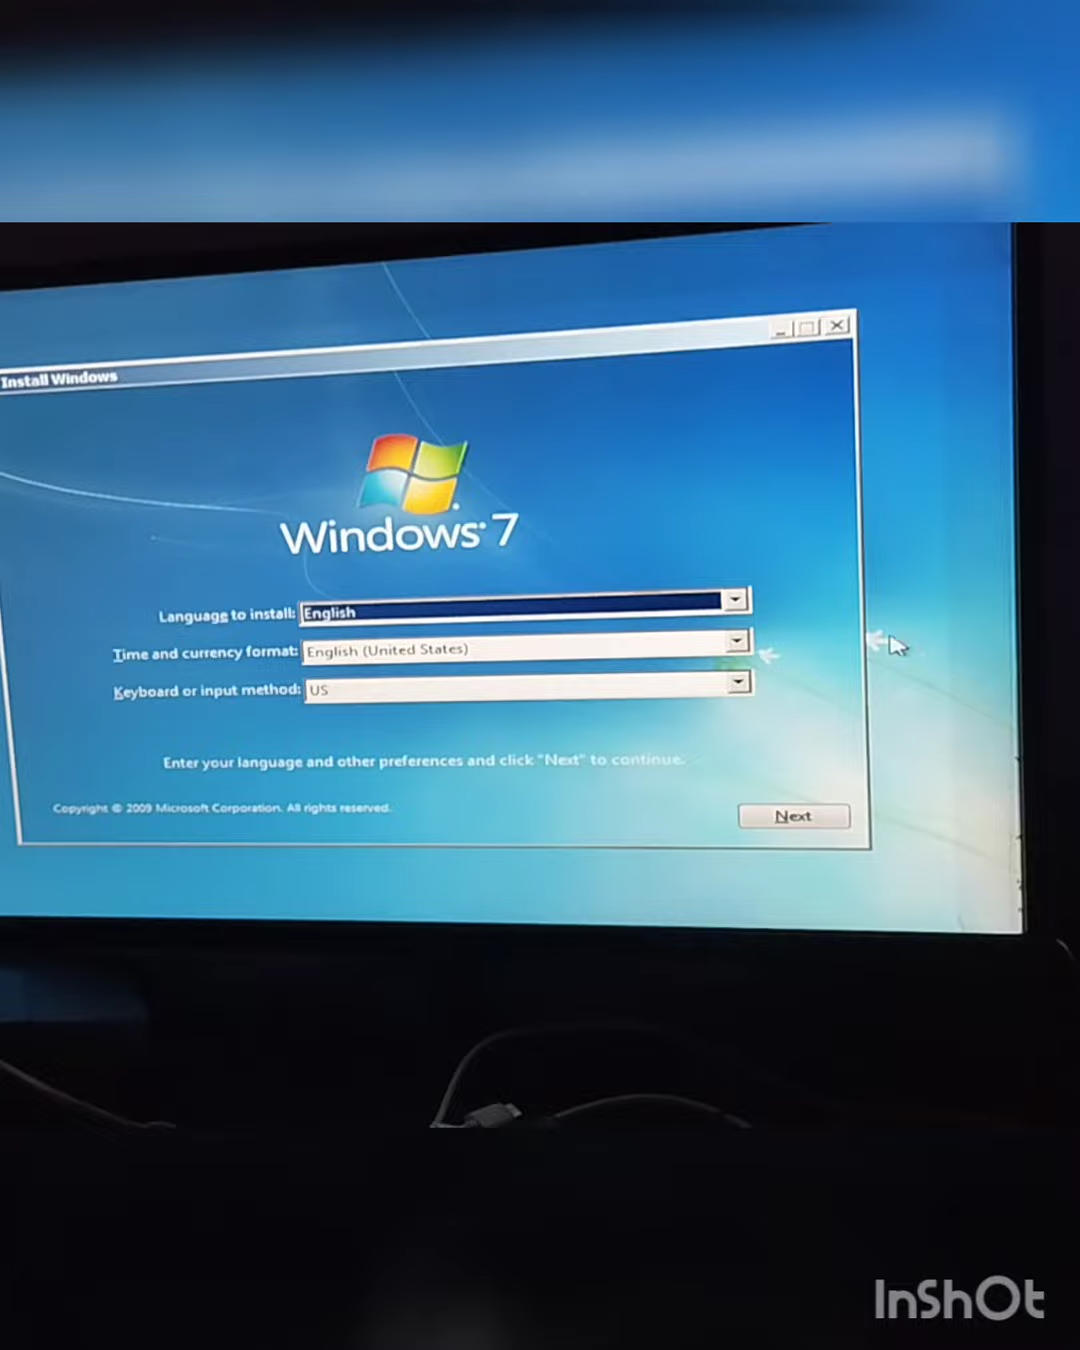 Install Windows
Windows 7
Language to install: English
Time and currency format: English (United States)
Keyboard or input method: US
Enter your language and other preferences and click "Next" to continue.
Copyright © 2009 Microsoft Corporation. All rights reserved.
Next
InShOt